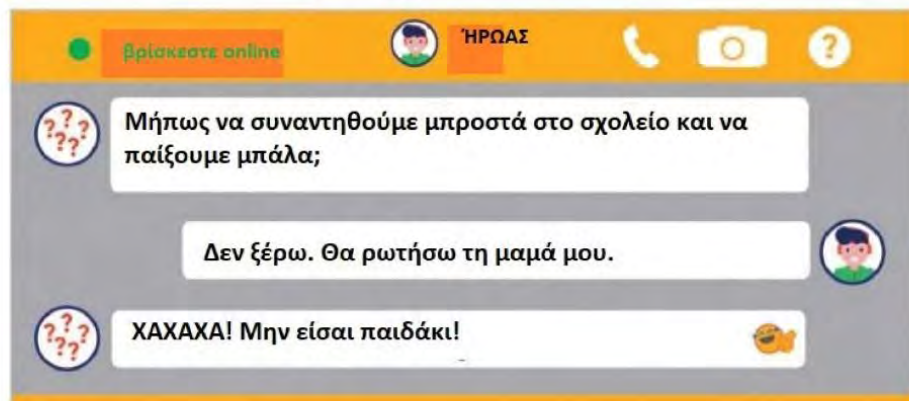 βρίσκεστε online
ΉΡΩΑΣ
?
???
???
Μήπως να συναντηθούμε μπροστά στο σχολείο και να
παίξουμε μπάλα;
Δεν ξέρω. Θα ρωτήσω τη μαμά μου.
???
???
ΧΑΧΑΧΑ! Μην είσαι παιδάκι!